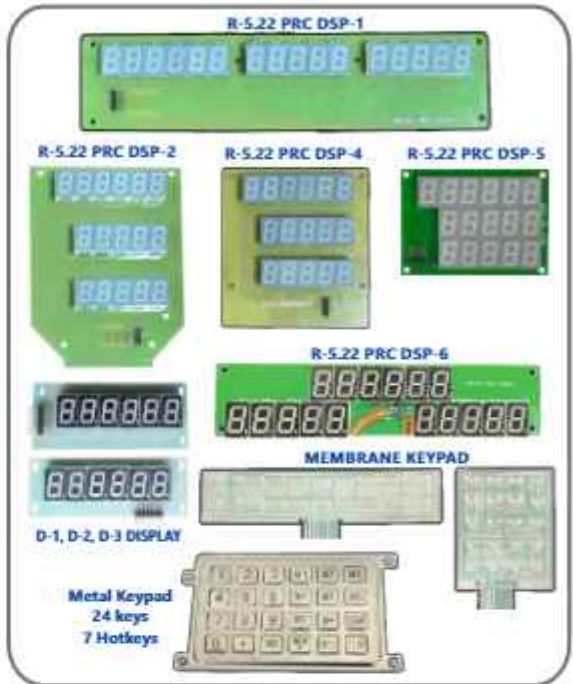 R-5.22 PRC DSP-1
R-5.22 PRC DSP-2
R-5.22 PRC DSP-4
R-5.22 PRC DSP-5
R-5.22 PRC DSP-6
MEMBRANE KEYPAD
D-1, D-2, D-3 DISPLAY
Metal Keypad
24 keys
7 Hotkeys